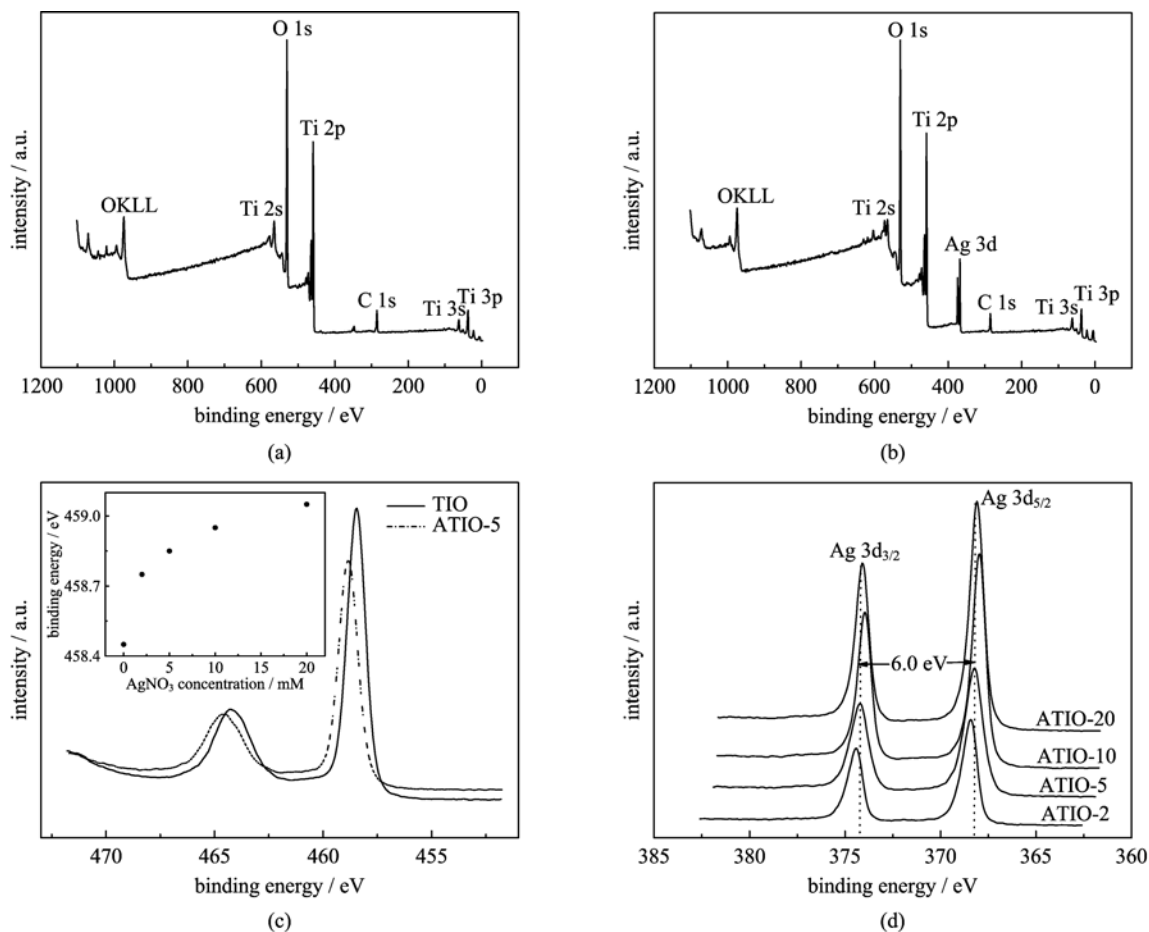 O 1s
Ti 2p
OKLL
Ti 2s
C 1s
Ti 3s
Ti 3p
intensity / a.u.
1200 1000 800 600 400 200 0
binding energy / eV
(a)
O 1s
Ti 2p
OKLL
Ti 2s
Ag 3d
C 1s
Ti 3s
Ti 3p
intensity / a.u.
1200 1000 800 600 400 200 0
binding energy / eV
(b)
TIO
ATIO-5
459.0
458.7
458.4
binding energy / eV
0 5 10 15 20
AgNO₃ concentration / mM
intensity / a.u.
470 465 460 455
binding energy / eV
(c)
Ag 3d₅/₂
Ag 3d₃/₂
6.0 eV
ATIO-20
ATIO-10
ATIO-5
ATIO-2
intensity / a.u.
385 380 375 370 365 360
binding energy / eV
(d)